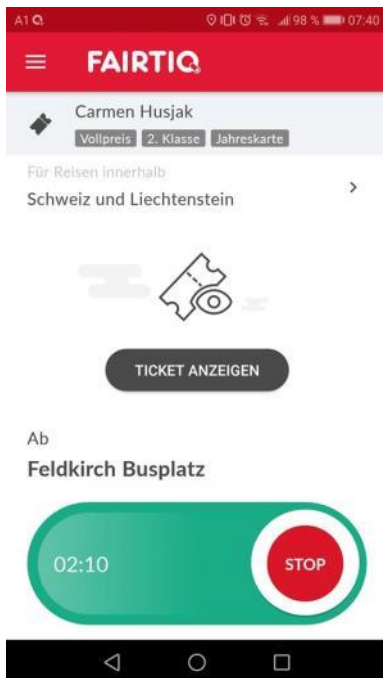 A1 98 % 07:40
FAIRTIQ
Carmen Husjak
Vollpreis 2. Klasse Jahreskarte
Für Reisen innerhalb
Schweiz und Liechtenstein
TICKET ANZEIGEN
Ab
Feldkirch Busplatz
02:10 STOP